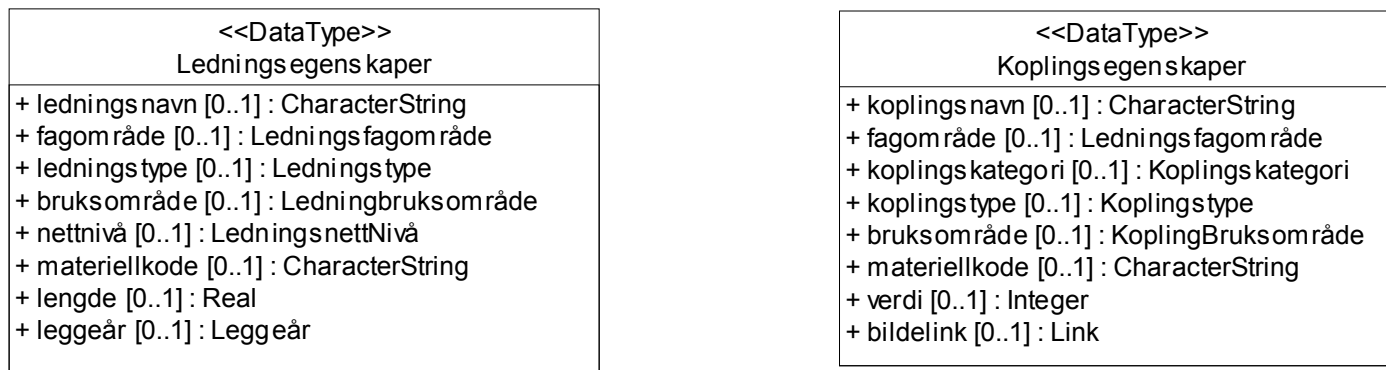 <<DataType>>
Ledningsegenskaper
+ ledningsnavn [0..1] : CharacterString
+ fagområde [0..1] : Ledningsfagområde
+ ledningstype [0..1] : Ledningstype
+ bruksområde [0..1] : Ledningbruksområde
+ nettnivå [0..1] : LedningsnettNivå
+ materiellkode [0..1] : CharacterString
+ lengde [0..1] : Real
+ leggeår [0..1] : Leggeår
<<DataType>>
Koplingsegenskaper
+ koplingsnavn [0..1] : CharacterString
+ fagområde [0..1] : Ledningsfagområde
+ koplingskategori [0..1] : Koplingskategori
+ koplingstype [0..1] : Koplingstype
+ bruksområde [0..1] : KoplingBruksområde
+ materiellkode [0..1] : CharacterString
+ verdi [0..1] : Integer
+ bildelink [0..1] : Link